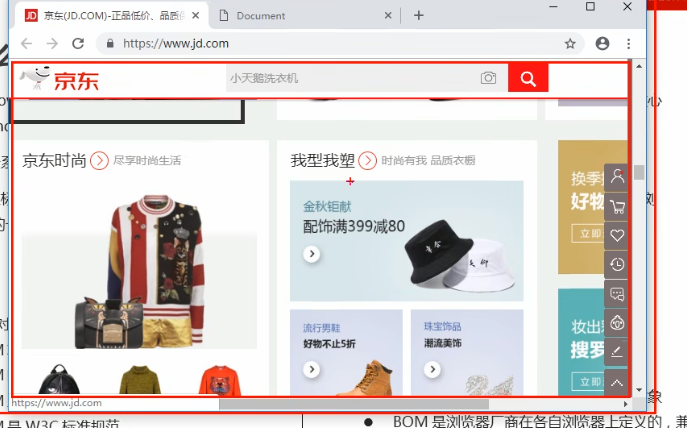 京东(JD.COM)-正品低价、品质
Document
https://www.jd.com
京东
小天鹅洗衣机
京东时尚
尽享时尚生活
我型我塑
时尚有我 品质衣橱
金秋钜献
配饰满399减80
换季
好物
立即
流行男鞋
好物不止5折
珠宝饰品
潮流美饰
妆出
搜罗
立即
https://www.jd.com
象
M 是 W3C 标准规范
BOM 是浏览器厂商在各自浏览器上定义的，兼